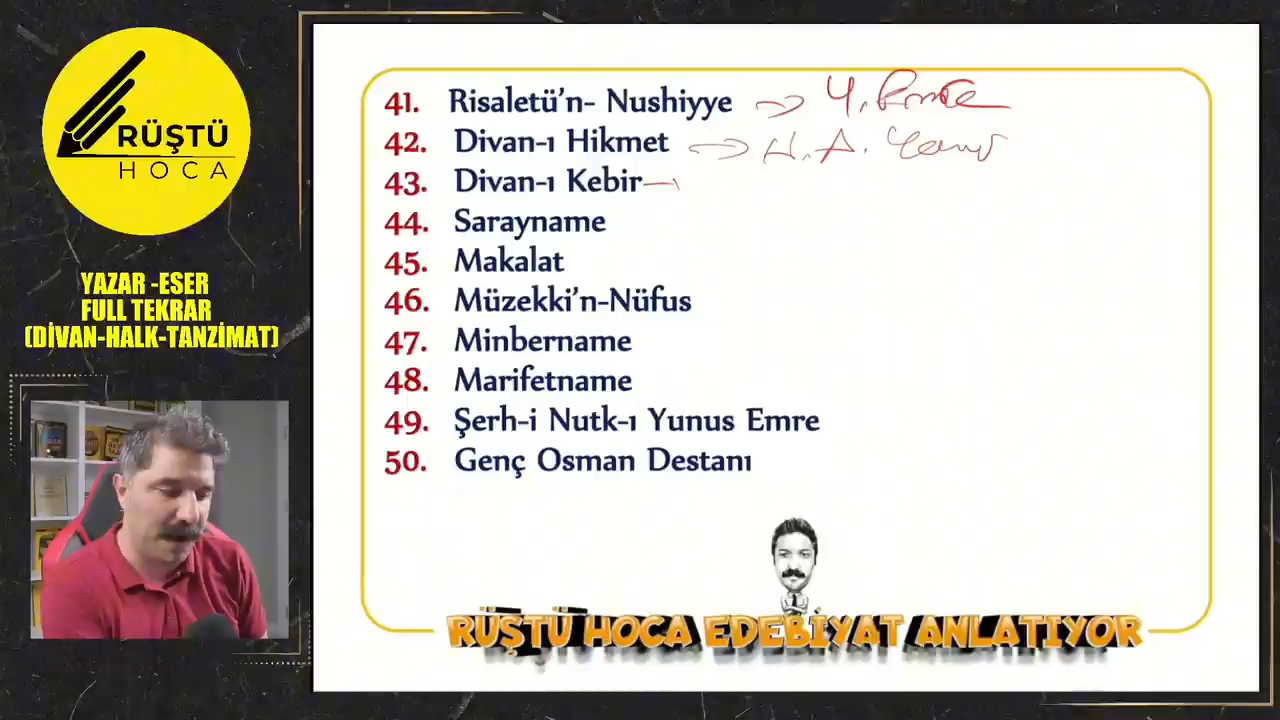 RÜŞTÜ
HOCA
YAZAR -ESER
FULL TEKRAR
(DİVAN-HALK-TANZİMAT)
41. Risaletü’n- Nushiyye → Y. Emre
42. Divan-ı Hikmet → H. A. Yesevi
43. Divan-ı Kebir
44. Sarayname
45. Makalat
46. Müzekki’n-Nüfus
47. Minbername
48. Marifetname
49. Şerh-i Nutk-ı Yunus Emre
50. Genç Osman Destanı
RÜŞTÜ HOCA EDEBİYAT ANLATIYOR